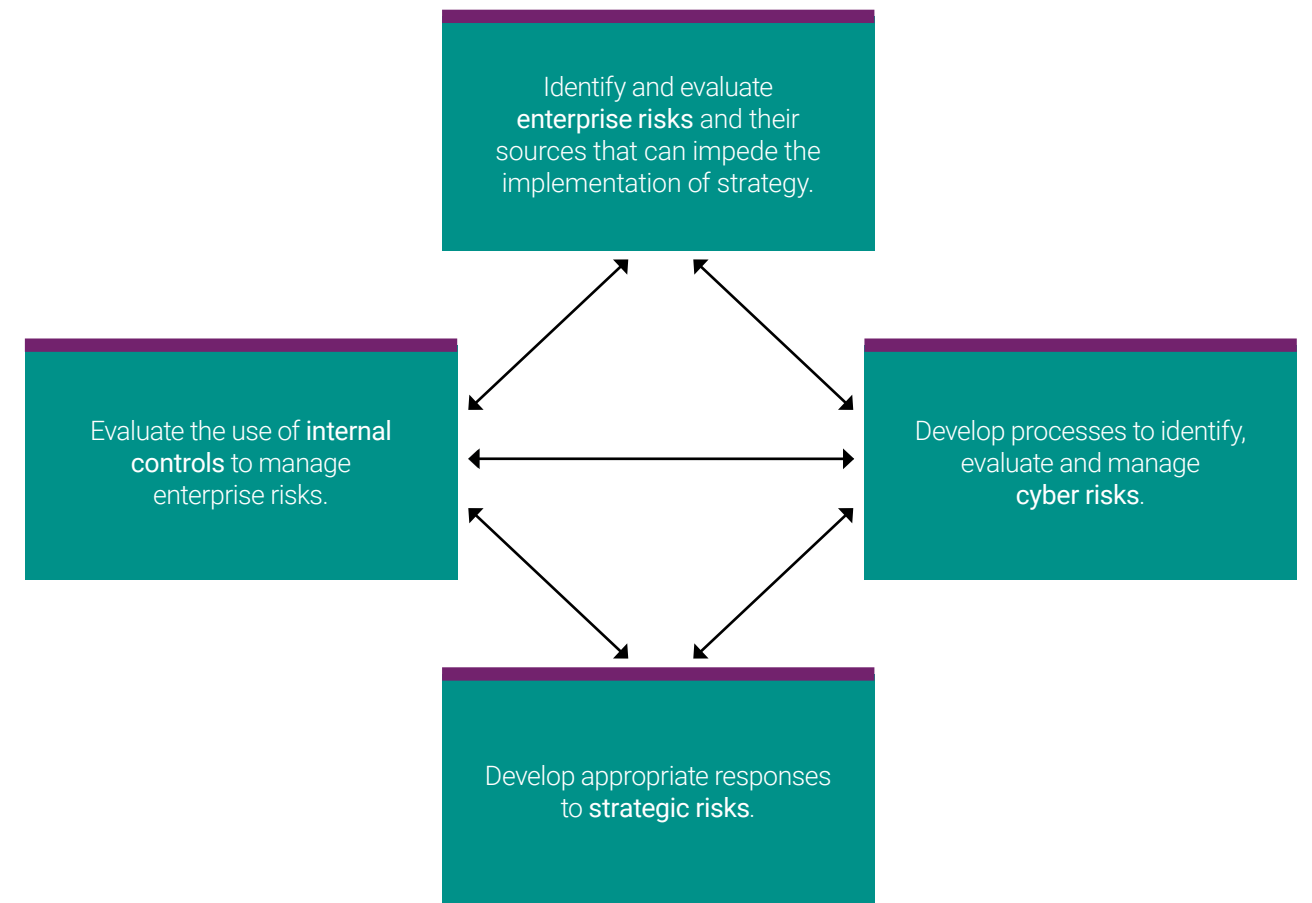 Identify and evaluate
enterprise risks and their
sources that can impede the
implementation of strategy.
Evaluate the use of internal
controls to manage
enterprise risks.
Develop processes to identify,
evaluate and manage
cyber risks.
Develop appropriate responses
to strategic risks.